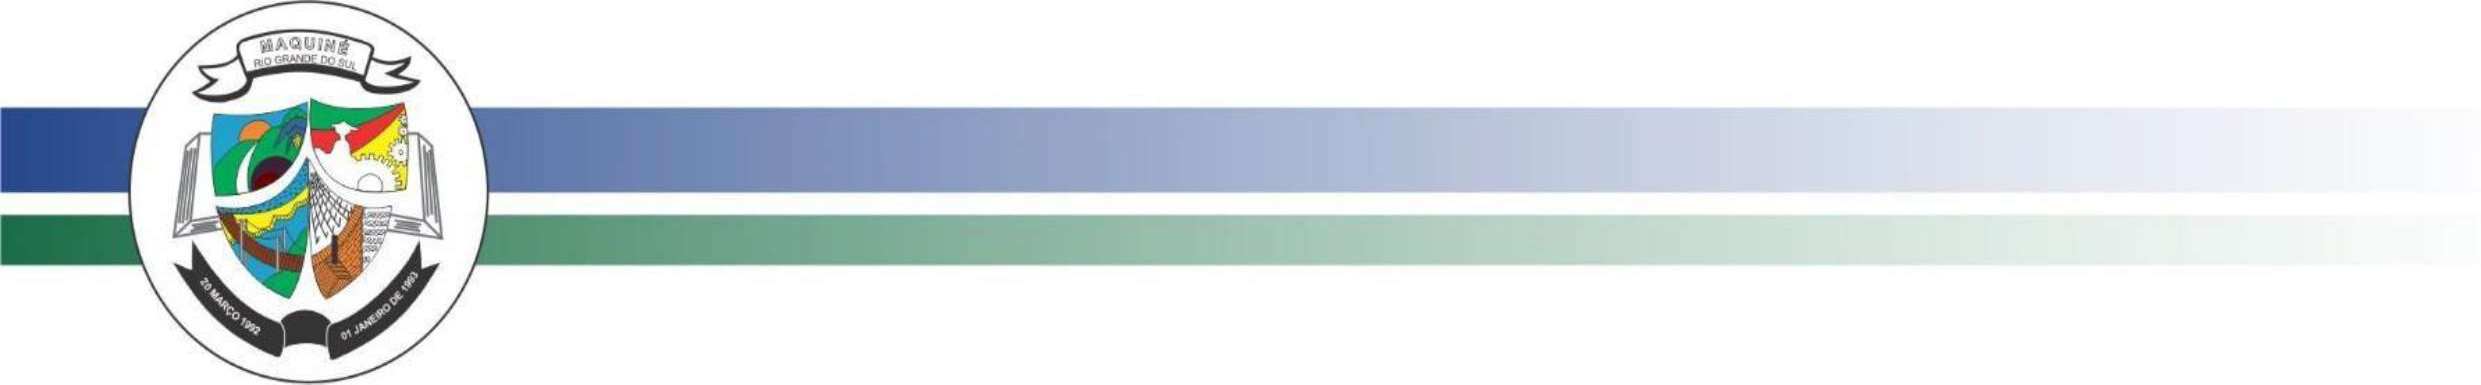 MAQUINÉ
RIO GRANDE DO SUL
20 MARÇO 1992
01 JANEIRO DE 1993